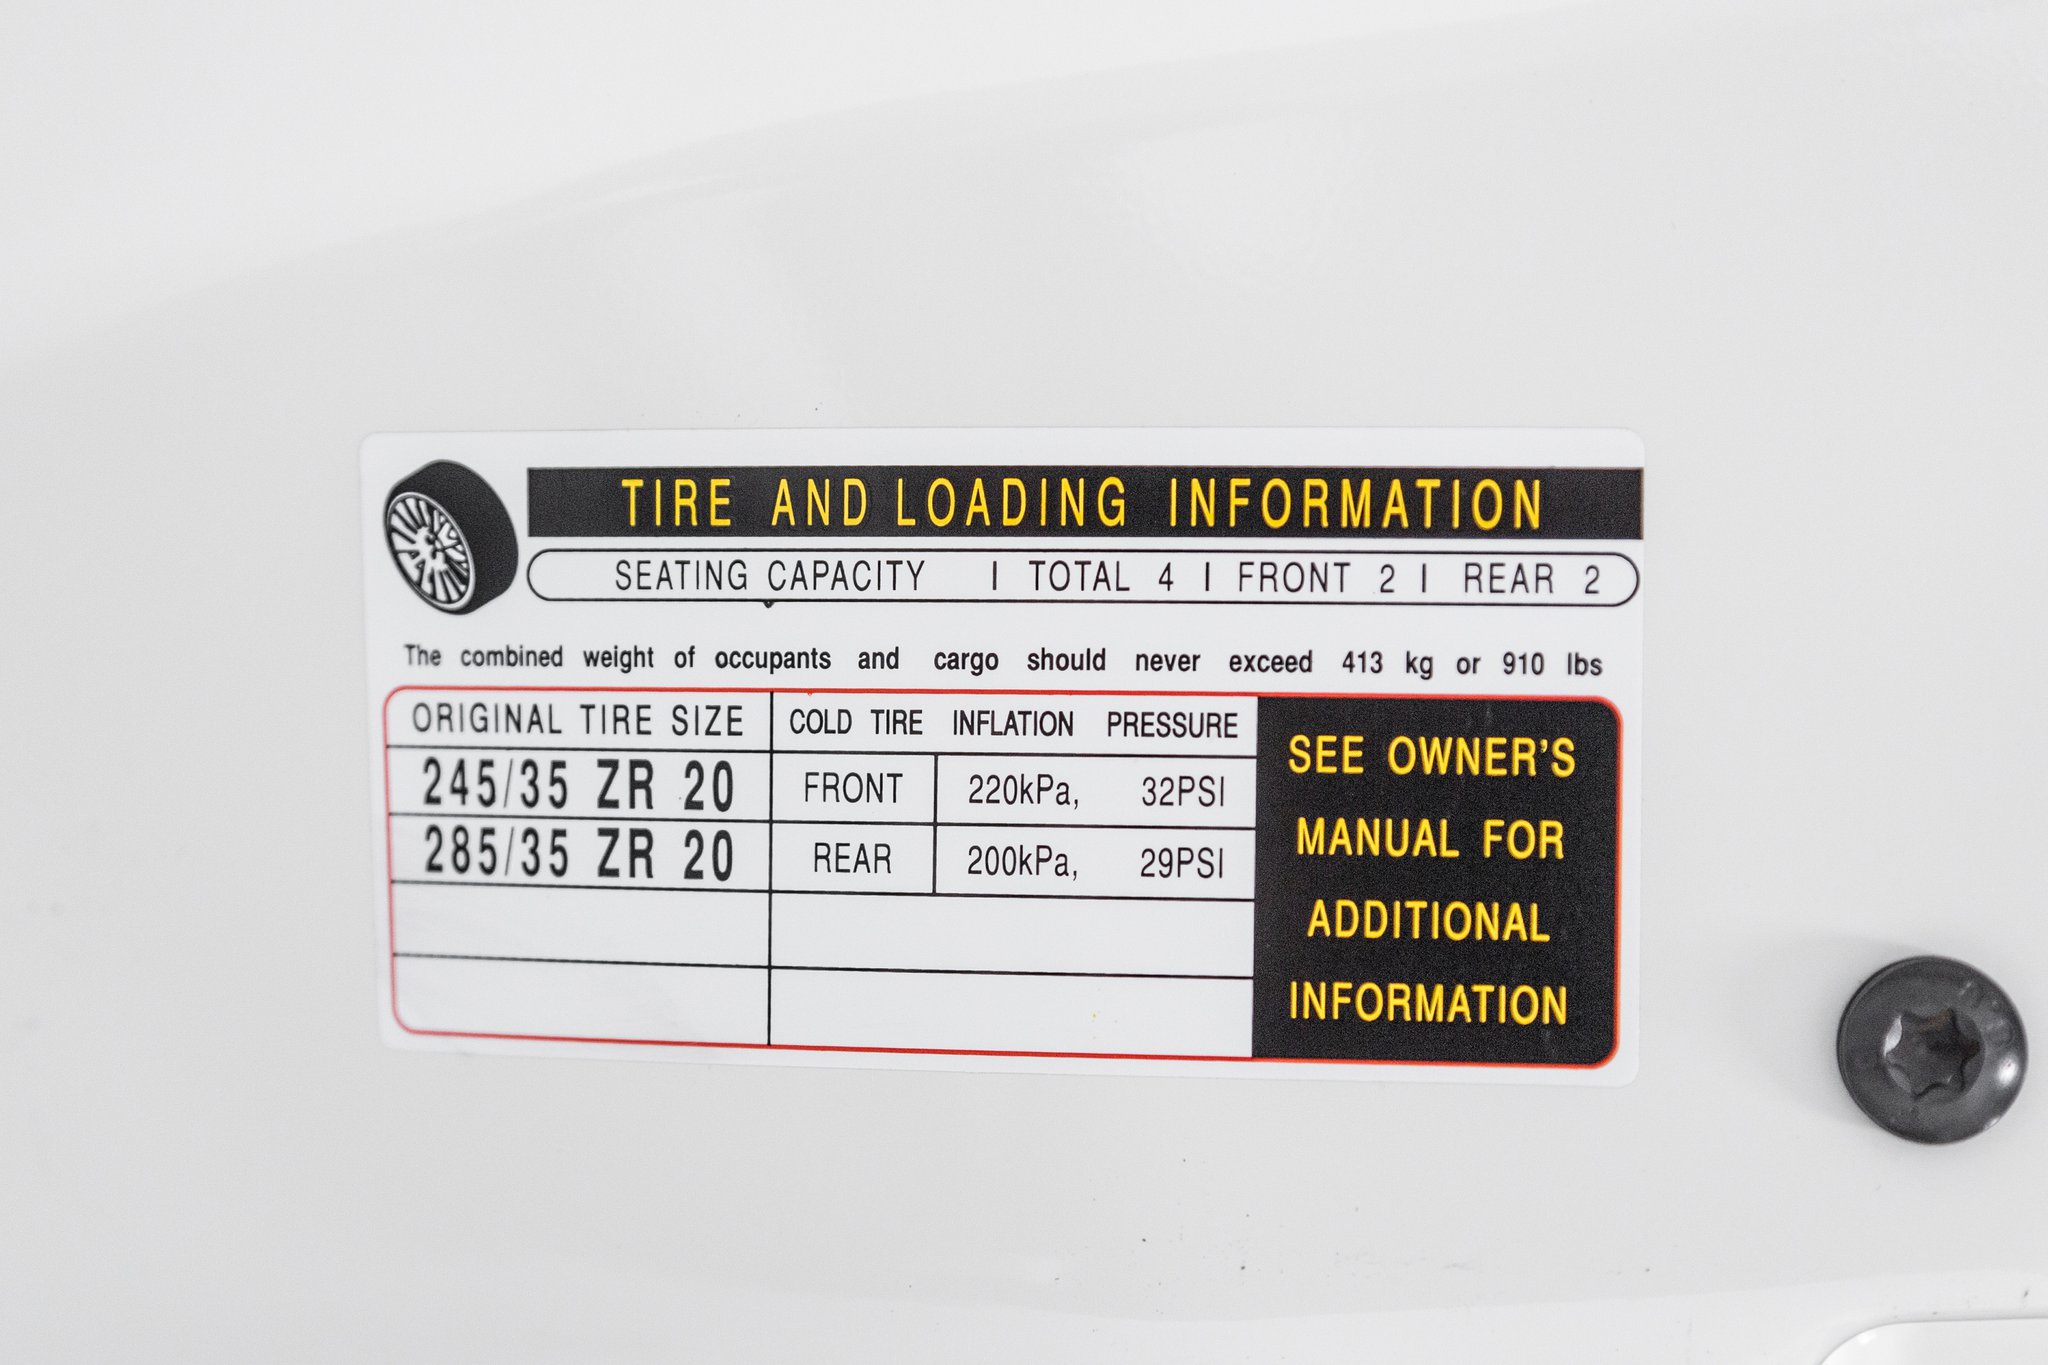 TIRE AND LOADING INFORMATION
SEATING CAPACITY | TOTAL 4 | FRONT 2 | REAR 2
The combined weight of occupants and cargo should never exceed 413 kg or 910 lbs
ORIGINAL TIRE SIZE COLD TIRE INFLATION PRESSURE
245/35 ZR 20 FRONT 220kPa, 32PSI
285/35 ZR 20 REAR 200kPa, 29PSI
SEE OWNER'S
MANUAL FOR
ADDITIONAL
INFORMATION